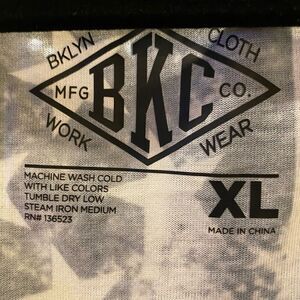 BKLYN CLOTH
MFG BKC CO.
WORK WEAR
MACHINE WASH COLD
WITH LIKE COLORS
TUMBLE DRY LOW
STEAM IRON MEDIUM
RN# 136523
XL
MADE IN CHINA